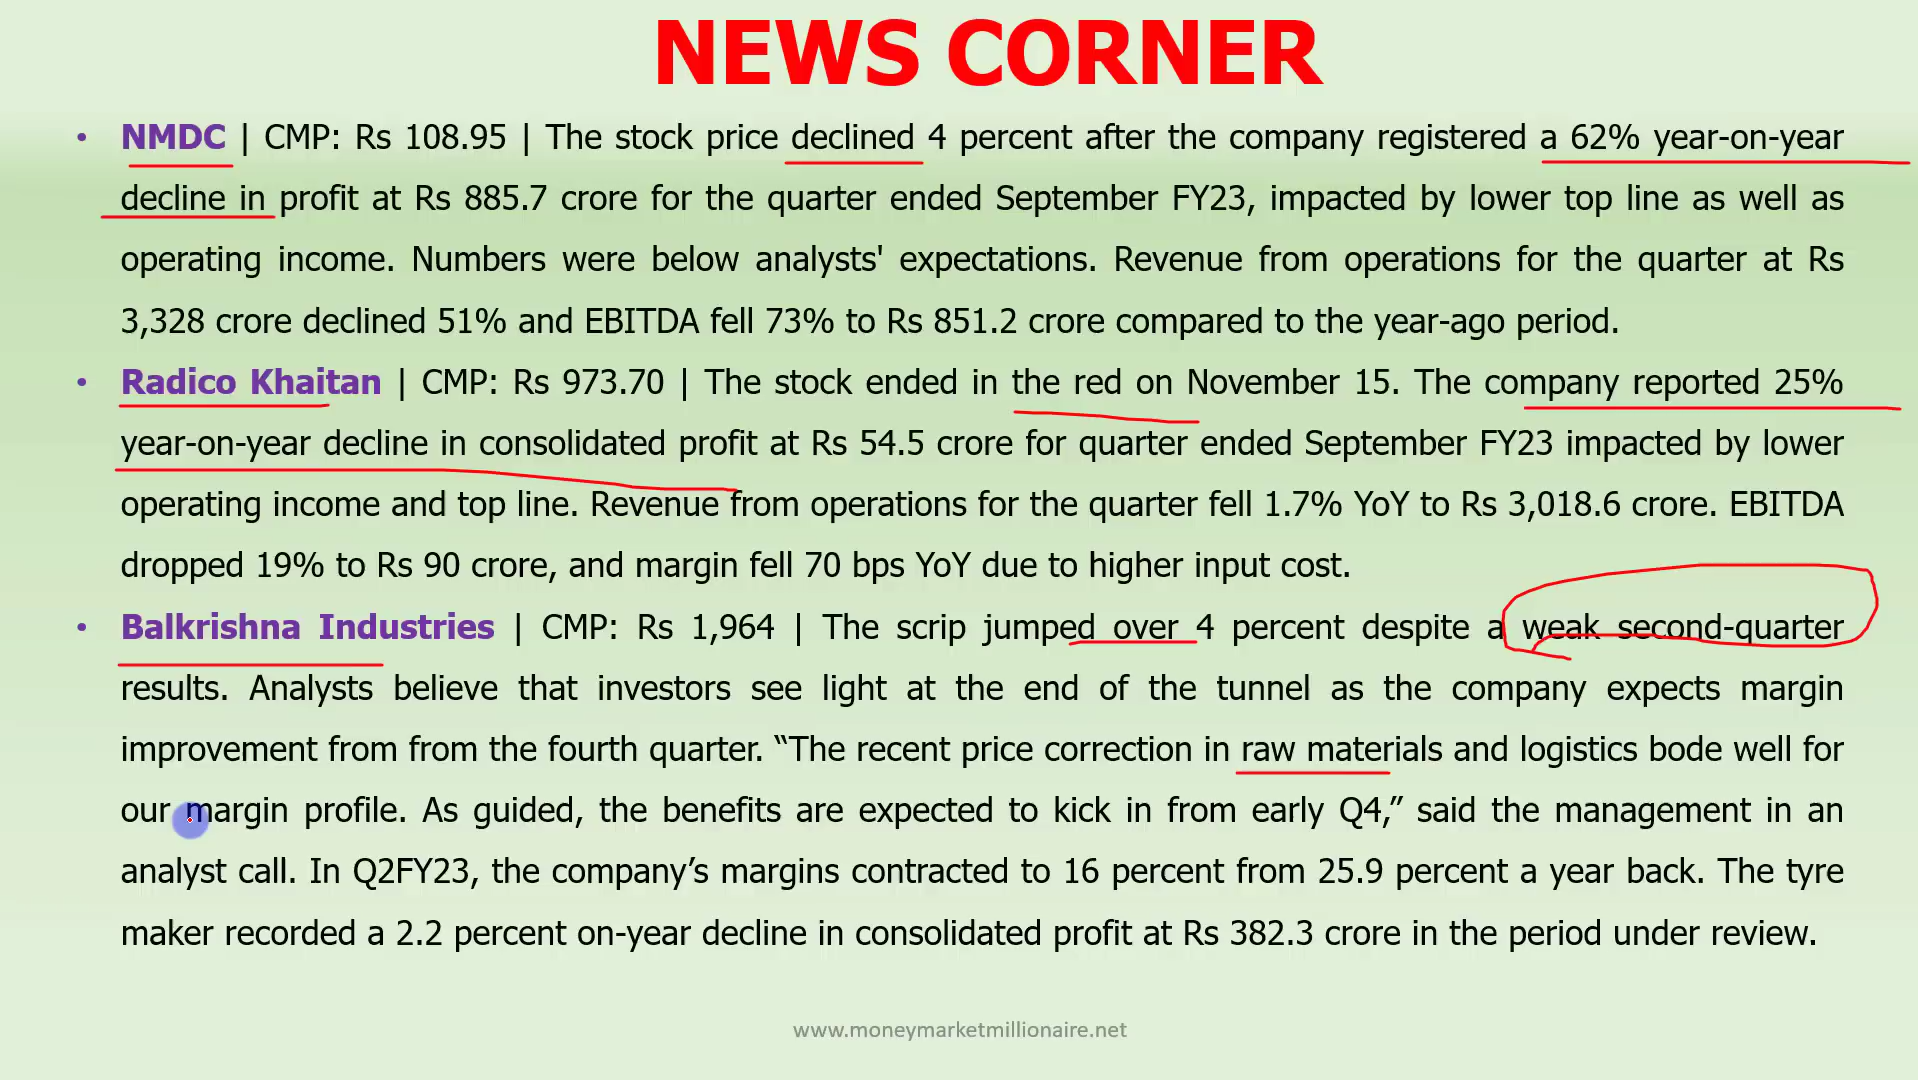 NEWS CORNER
• NMDC | CMP: Rs 108.95 | The stock price declined 4 percent after the company registered a 62% year-on-year
decline in profit at Rs 885.7 crore for the quarter ended September FY23, impacted by lower top line as well as
operating income. Numbers were below analysts' expectations. Revenue from operations for the quarter at Rs
3,328 crore declined 51% and EBITDA fell 73% to Rs 851.2 crore compared to the year-ago period.
• Radico Khaitan | CMP: Rs 973.70 | The stock ended in the red on November 15. The company reported 25%
year-on-year decline in consolidated profit at Rs 54.5 crore for quarter ended September FY23 impacted by lower
operating income and top line. Revenue from operations for the quarter fell 1.7% YoY to Rs 3,018.6 crore. EBITDA
dropped 19% to Rs 90 crore, and margin fell 70 bps YoY due to higher input cost.
• Balkrishna Industries | CMP: Rs 1,964 | The scrip jumped over 4 percent despite a weak second-quarter
results. Analysts believe that investors see light at the end of the tunnel as the company expects margin
improvement from from the fourth quarter. “The recent price correction in raw materials and logistics bode well for
our margin profile. As guided, the benefits are expected to kick in from early Q4,” said the management in an
analyst call. In Q2FY23, the company’s margins contracted to 16 percent from 25.9 percent a year back. The tyre
maker recorded a 2.2 percent on-year decline in consolidated profit at Rs 382.3 crore in the period under review.
www.moneymarketmillionaire.net